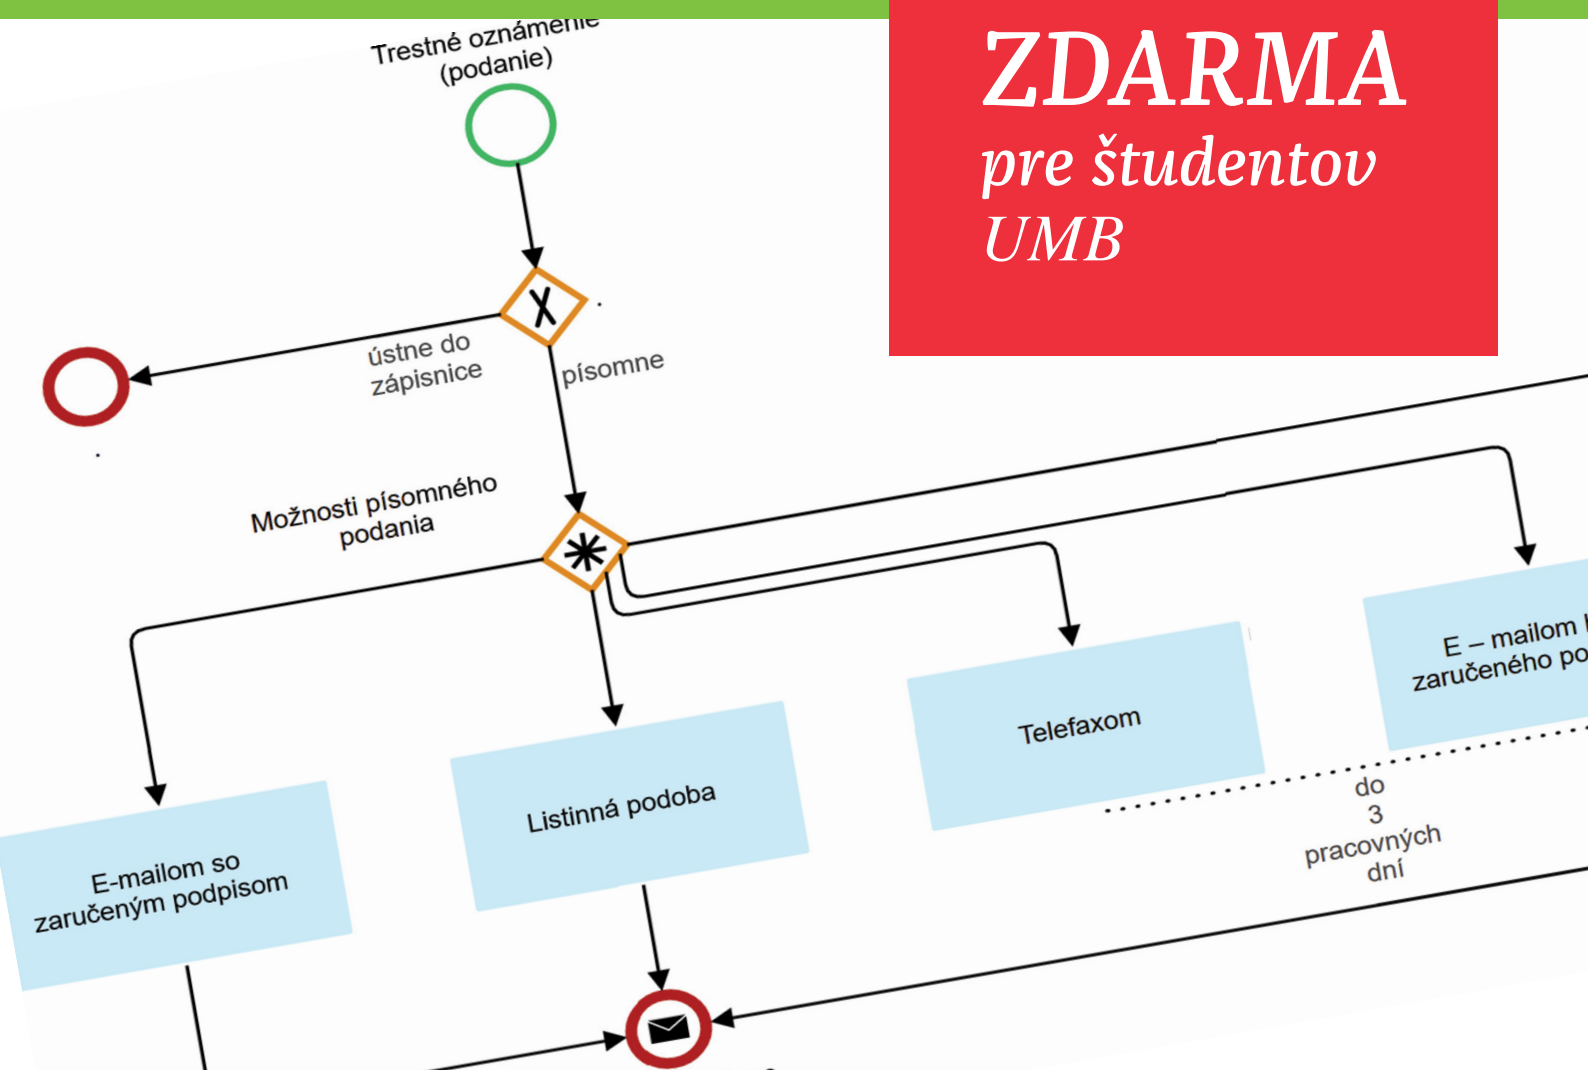 Trestné oznámenie
(podanie)
ZDARMA
pre študentov
UMB
ústne do
zápisnice
písomne
Možnosti písomného
podania
E-mailom so
zaručeným podpisom
Listinná podoba
Telefaxom
E – mailom
zaručeného
do
3
pracovných
dní